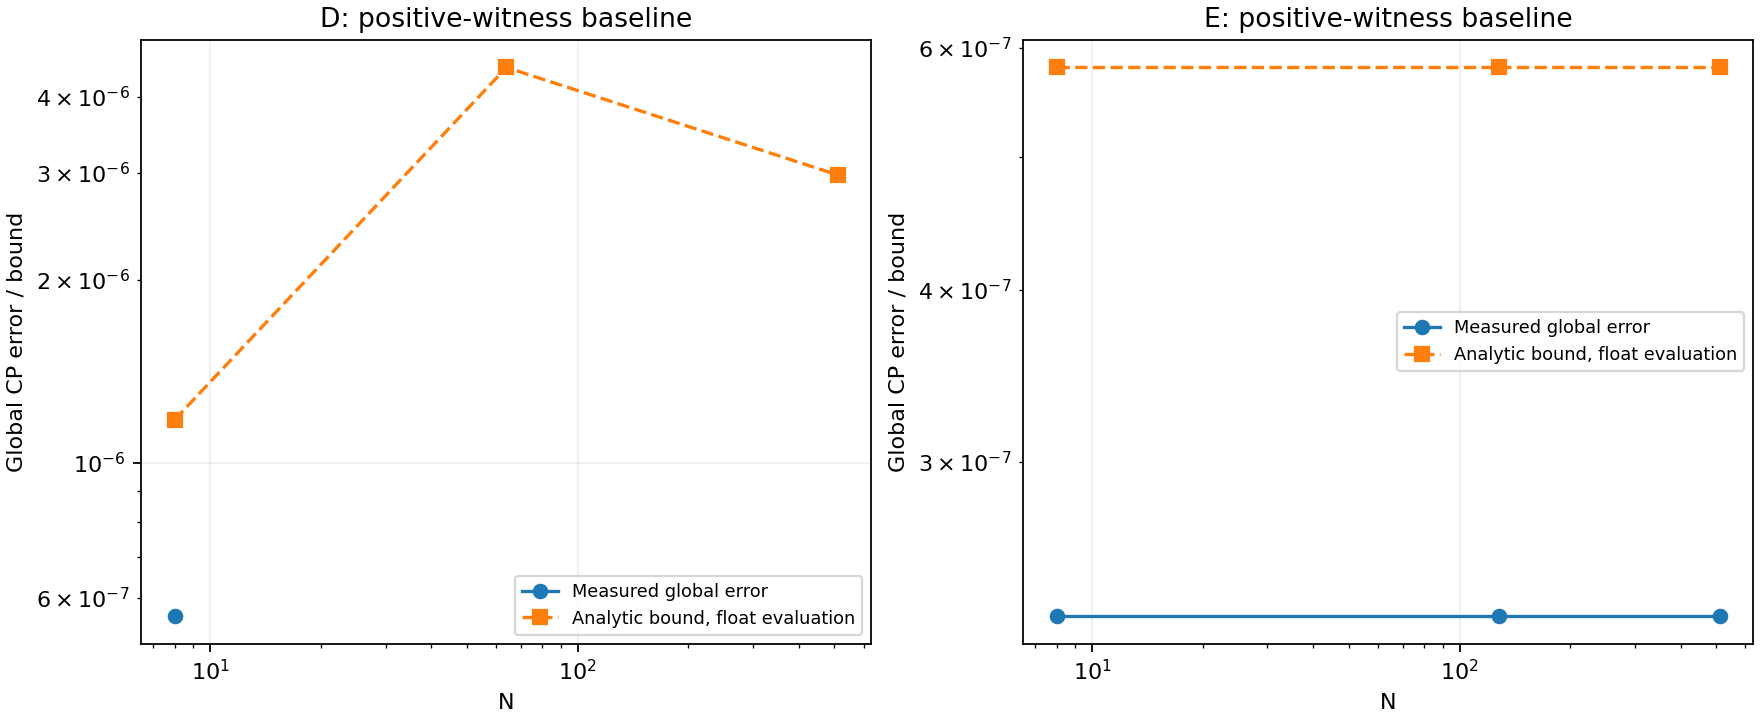 D: positive-witness baseline
Global CP error / bound
4 × 10⁻⁶
3 × 10⁻⁶
2 × 10⁻⁶
10⁻⁶
6 × 10⁻⁷
10¹
10²
N
Measured global error
Analytic bound, float evaluation
E: positive-witness baseline
Global CP error / bound
6 × 10⁻⁷
4 × 10⁻⁷
3 × 10⁻⁷
10¹
10²
N
Measured global error
Analytic bound, float evaluation